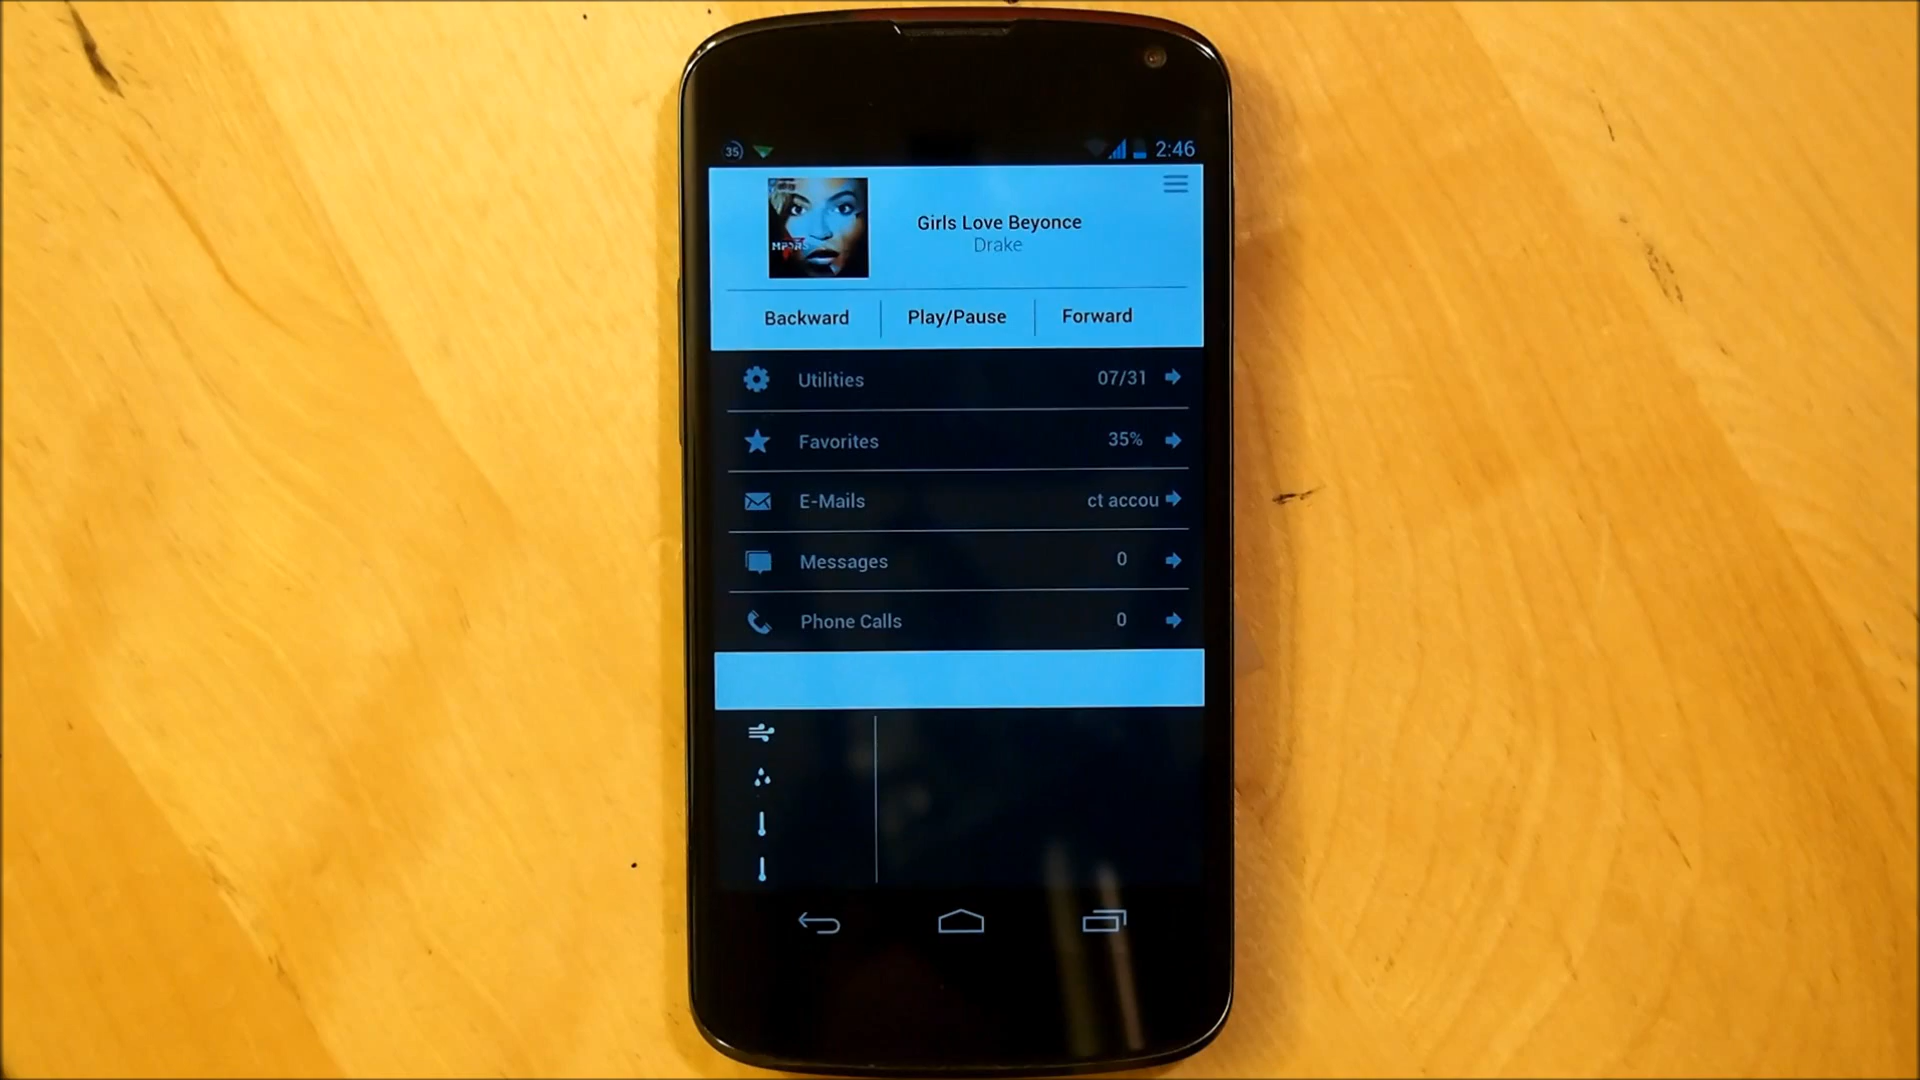 35 2:46
Girls Love Beyonce
Drake
Backward Play/Pause Forward
Utilities 07/31
Favorites 35%
E-Mails ct accou
Messages 0
Phone Calls 0